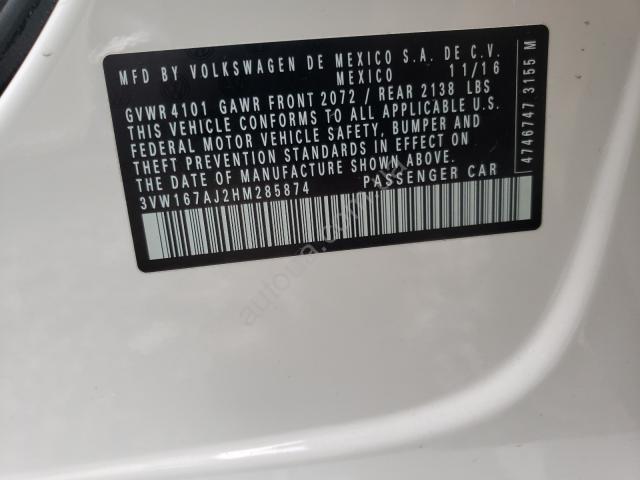 MFD BY VOLKSWAGEN DE MEXICO S.A. DE C.V.
MEXICO 11/16
GVWR 4101 GAWR FRONT 2072 / REAR 2138 LBS
THIS VEHICLE CONFORMS TO ALL APPLICABLE U.S.
FEDERAL MOTOR VEHICLE SAFETY, BUMPER AND
THEFT PREVENTION STANDARDS IN EFFECT ON
THE DATE OF MANUFACTURE SHOWN ABOVE.
3VW167AJ2HM285874 PASSENGER CAR
4746747 3155 M